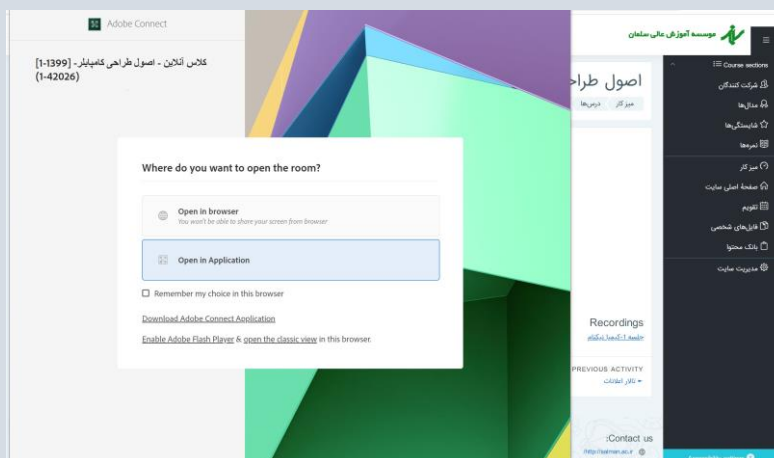 Adobe Connect
کلاس آنلاین - اصول طراحی کامپایلر - [1399-1]
(1-42026)
Where do you want to open the room?
Open in browser
You won't be able to share your screen from browser
Open in Application
Remember my choice in this browser
Download Adobe Connect Application
Enable Adobe Flash Player & open the classic view in this browser.
موسسه آموزش عالی سلمان
اصول طراح
میز کار
درس‌ها
Recordings
PREVIOUS ACTIVITY
تالار اعلانات
Contact us:
http://salman.ac.ir/
Course sections
شرکت کنندگان
مدال‌ها
شایستگی‌ها
نمره‌ها
میز کار
صفحهٔ اصلی سایت
تقویم
فایل‌های شخصی
بانک محتوا
مدیریت سایت